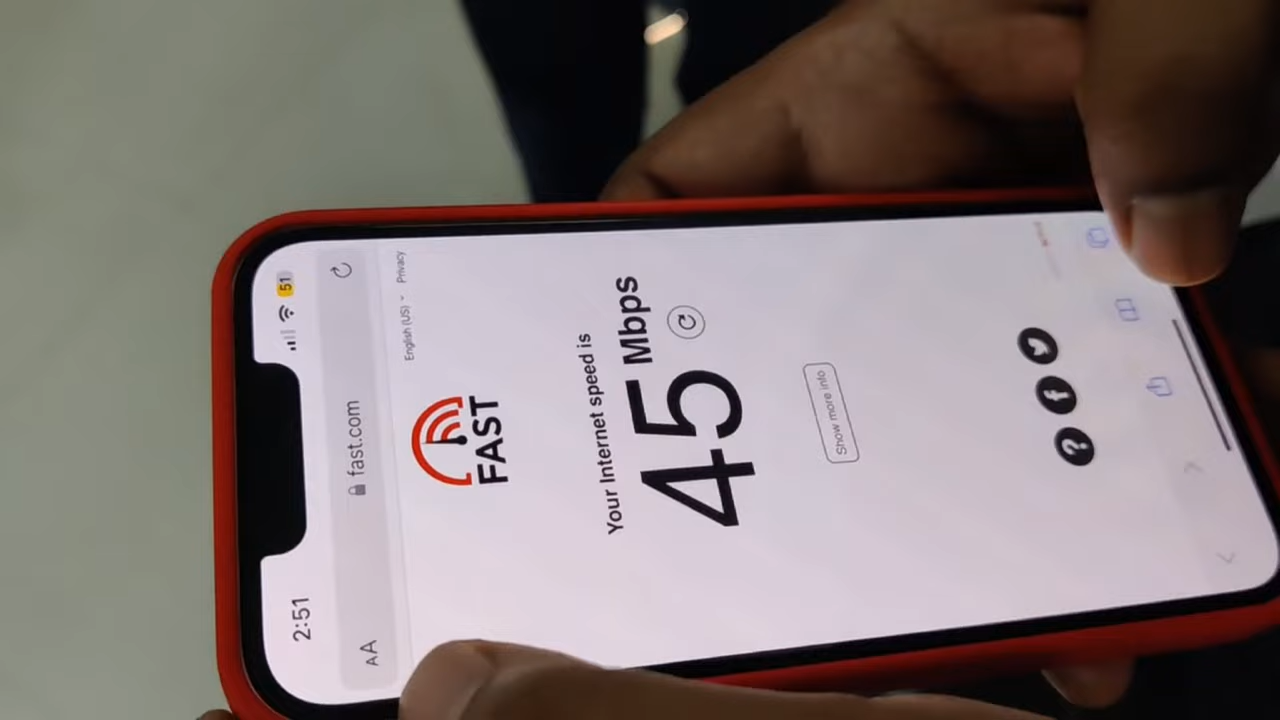 2:51
51
AA
fast.com
English (US)
Privacy
FAST
Your Internet speed is
45 Mbps
Show more info
?
f